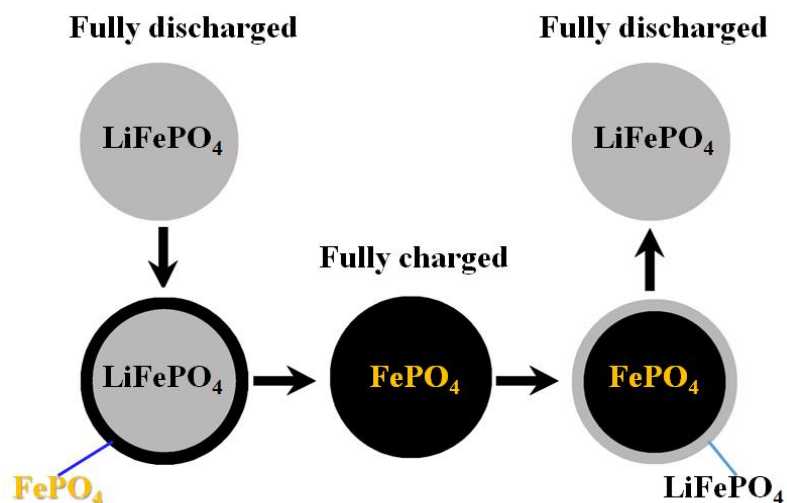 Fully discharged
Fully discharged
LiFePO₄
LiFePO₄
Fully charged
LiFePO₄
FePO₄
FePO₄
FePO₄
LiFePO₄